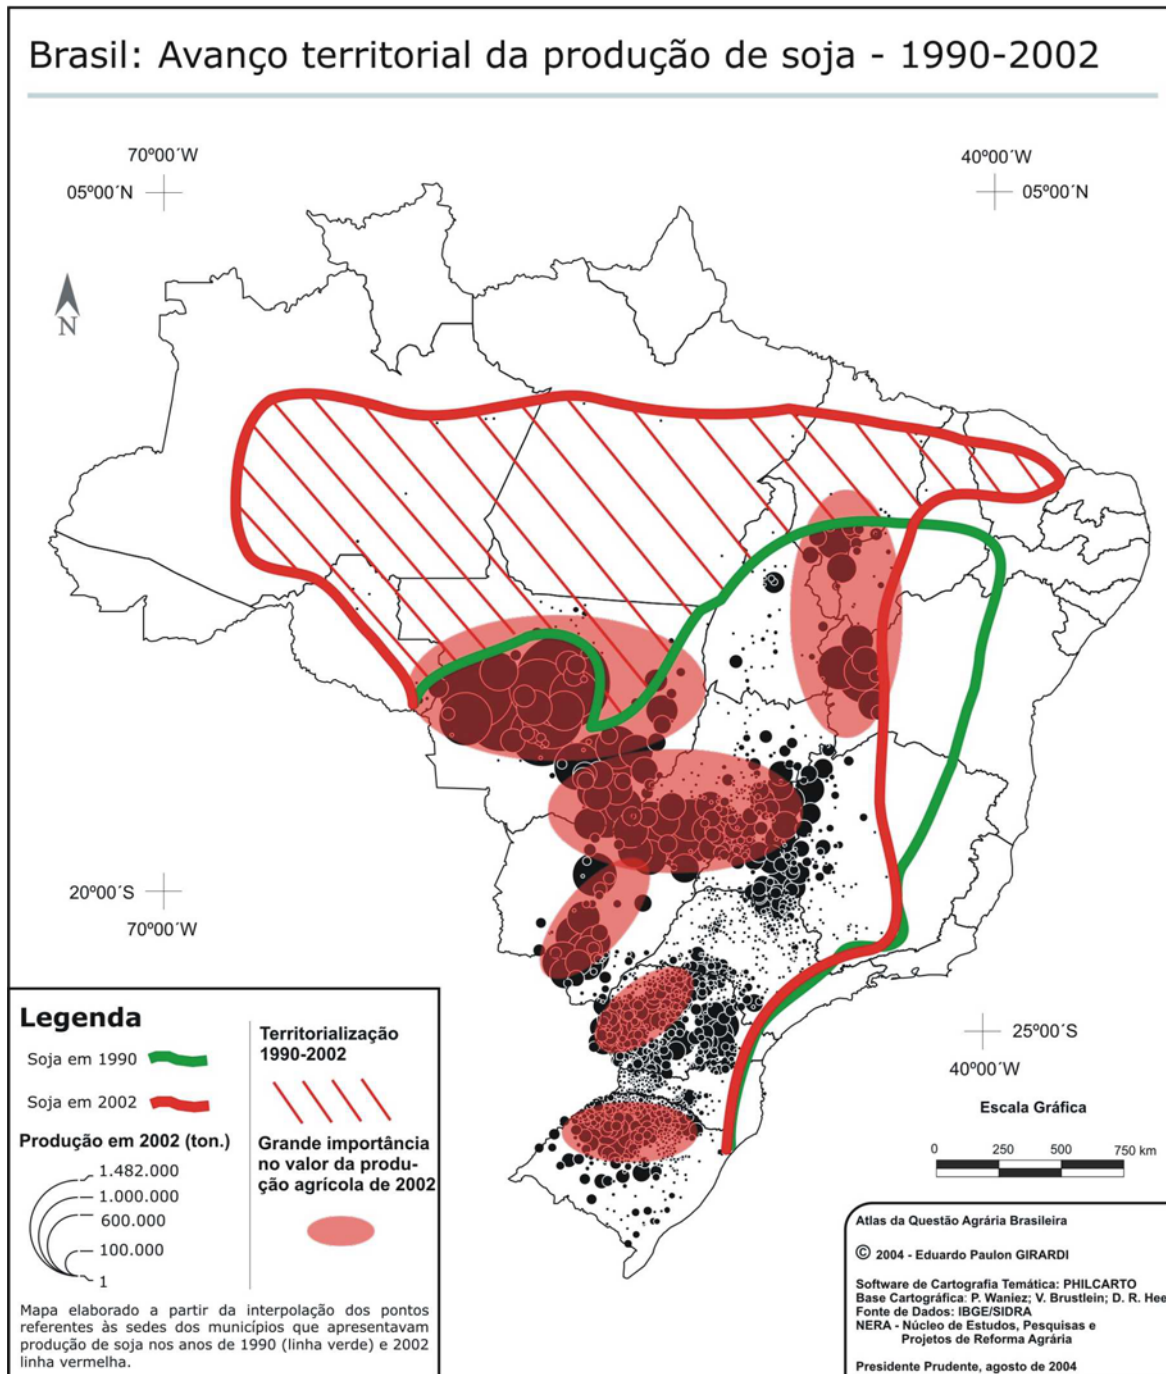 Brasil: Avanço territorial da produção de soja - 1990-2002
70º00´W
05º00´N
40º00´W
05º00´N
N
20º00´S
70º00´W
25º00´S
40º00´W
Escala Gráfica
0 250 500 750 km
Legenda
Soja em 1990
Soja em 2002
Produção em 2002 (ton.)
1.482.000
1.000.000
600.000
100.000
1
Territorialização
1990-2002
Grande importância
no valor da produ-
ção agrícola de 2002
Mapa elaborado a partir da interpolação dos pontos
referentes às sedes dos municípios que apresentavam
produção de soja nos anos de 1990 (linha verde) e 2002
linha vermelha.
Atlas da Questão Agrária Brasileira
© 2004 - Eduardo Paulon GIRARDI
Software de Cartografia Temática: PHILCARTO
Base Cartográfica: P. Waniez; V. Brustlein; D. R. Hee
Fonte de Dados: IBGE/SIDRA
NERA - Núcleo de Estudos, Pesquisas e
Projetos de Reforma Agrária
Presidente Prudente, agosto de 2004